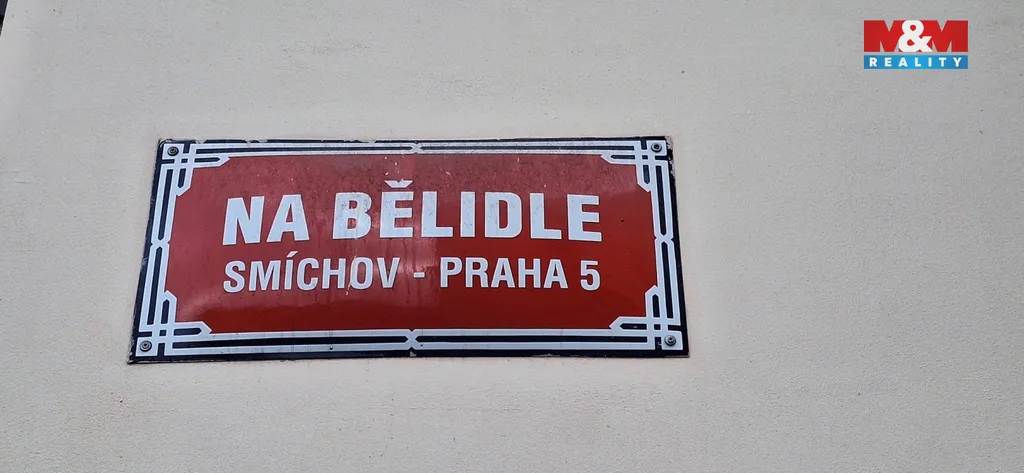 M&M
REALITY
NA BĚLIDLE
SMÍCHOV - PRAHA 5